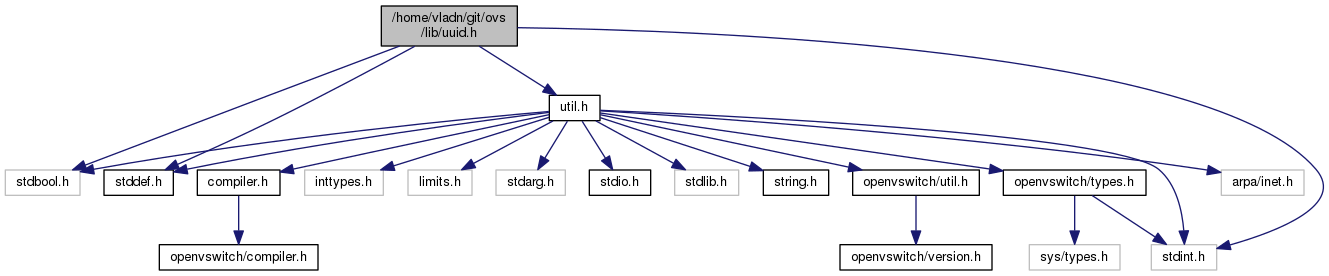 /home/vladn/git/ovs
/lib/uuid.h
util.h
stdbool.h
stddef.h
compiler.h
inttypes.h
limits.h
stdarg.h
stdio.h
stdlib.h
string.h
openvswitch/util.h
openvswitch/types.h
arpa/inet.h
openvswitch/compiler.h
openvswitch/version.h
sys/types.h
stdint.h